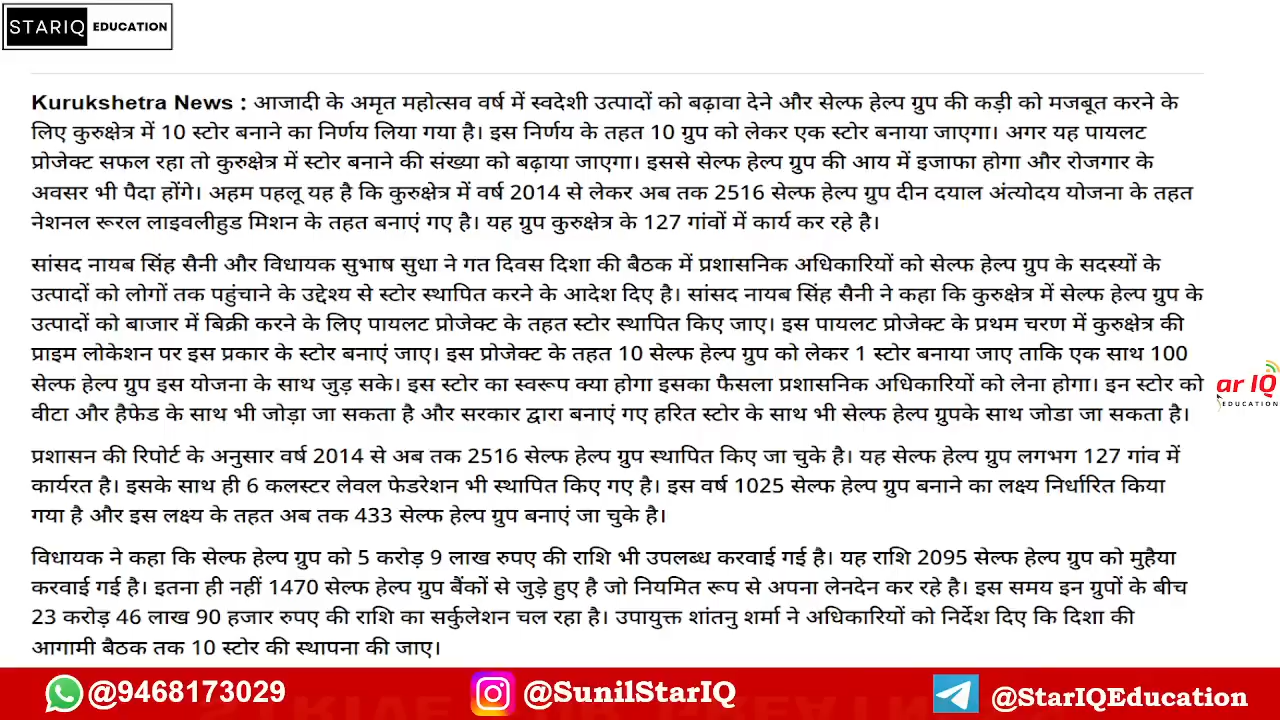 STARIQ EDUCATION
Kurukshetra News : आजादी के अमृत महोत्सव वर्ष में स्वदेशी उत्पादों को बढ़ावा देने और सेल्फ हेल्प ग्रुप की कड़ी को मजबूत करने के
लिए कुरुक्षेत्र में 10 स्टोर बनाने का निर्णय लिया गया है। इस निर्णय के तहत 10 ग्रुप को लेकर एक स्टोर बनाया जाएगा। अगर यह पायलट
प्रोजेक्ट सफल रहा तो कुरुक्षेत्र में स्टोर बनाने की संख्या को बढ़ाया जाएगा। इससे सेल्फ हेल्प ग्रुप की आय में इजाफा होगा और रोजगार के
अवसर भी पैदा होंगे। अहम पहलू यह है कि कुरुक्षेत्र में वर्ष 2014 से लेकर अब तक 2516 सेल्फ हेल्प ग्रुप दीन दयाल अंत्योदय योजना के तहत
नेशनल रूरल लाइवलीहुड मिशन के तहत बनाएं गए है। यह ग्रुप कुरुक्षेत्र के 127 गांवों में कार्य कर रहे है।
सांसद नायब सिंह सैनी और विधायक सुभाष सुधा ने गत दिवस दिशा की बैठक में प्रशासनिक अधिकारियों को सेल्फ हेल्प ग्रुप के सदस्यों के
उत्पादों को लोगों तक पहुंचाने के उद्देश्य से स्टोर स्थापित करने के आदेश दिए है। सांसद नायब सिंह सैनी ने कहा कि कुरुक्षेत्र में सेल्फ हेल्प ग्रुप के
उत्पादों को बाजार में बिक्री करने के लिए पायलट प्रोजेक्ट के तहत स्टोर स्थापित किए जाए। इस पायलट प्रोजेक्ट के प्रथम चरण में कुरुक्षेत्र की
प्राइम लोकेशन पर इस प्रकार के स्टोर बनाएं जाए। इस प्रोजेक्ट के तहत 10 सेल्फ हेल्प ग्रुप को लेकर 1 स्टोर बनाया जाए ताकि एक साथ 100
सेल्फ हेल्प ग्रुप इस योजना के साथ जुड़ सके। इस स्टोर का स्वरूप क्या होगा इसका फैसला प्रशासनिक अधिकारियों को लेना होगा। इन स्टोर को
वीटा और हैफेड के साथ भी जोड़ा जा सकता है और सरकार द्वारा बनाएं गए हरित स्टोर के साथ भी सेल्फ हेल्प ग्रुपके साथ जोडा जा सकता है।
ar IQ
EDUCATION
प्रशासन की रिपोर्ट के अनुसार वर्ष 2014 से अब तक 2516 सेल्फ हेल्प ग्रुप स्थापित किए जा चुके है। यह सेल्फ हेल्प ग्रुप लगभग 127 गांव में
कार्यरत है। इसके साथ ही 6 कलस्टर लेवल फेडरेशन भी स्थापित किए गए है। इस वर्ष 1025 सेल्फ हेल्प ग्रुप बनाने का लक्ष्य निर्धारित किया
गया है और इस लक्ष्य के तहत अब तक 433 सेल्फ हेल्प ग्रुप बनाएं जा चुके है।
विधायक ने कहा कि सेल्फ हेल्प ग्रुप को 5 करोड़ 9 लाख रुपए की राशि भी उपलब्ध करवाई गई है। यह राशि 2095 सेल्फ हेल्प ग्रुप को मुहैया
करवाई गई है। इतना ही नहीं 1470 सेल्फ हेल्प ग्रुप बैंकों से जुड़े हुए है जो नियमित रूप से अपना लेनदेन कर रहे है। इस समय इन ग्रुपों के बीच
23 करोड़ 46 लाख 90 हजार रुपए की राशि का सर्कुलेशन चल रहा है। उपायुक्त शांतनु शर्मा ने अधिकारियों को निर्देश दिए कि दिशा की
आगामी बैठक तक 10 स्टोर की स्थापना की जाए।
@9468173029 @SunilStarIQ @StarIQEducation